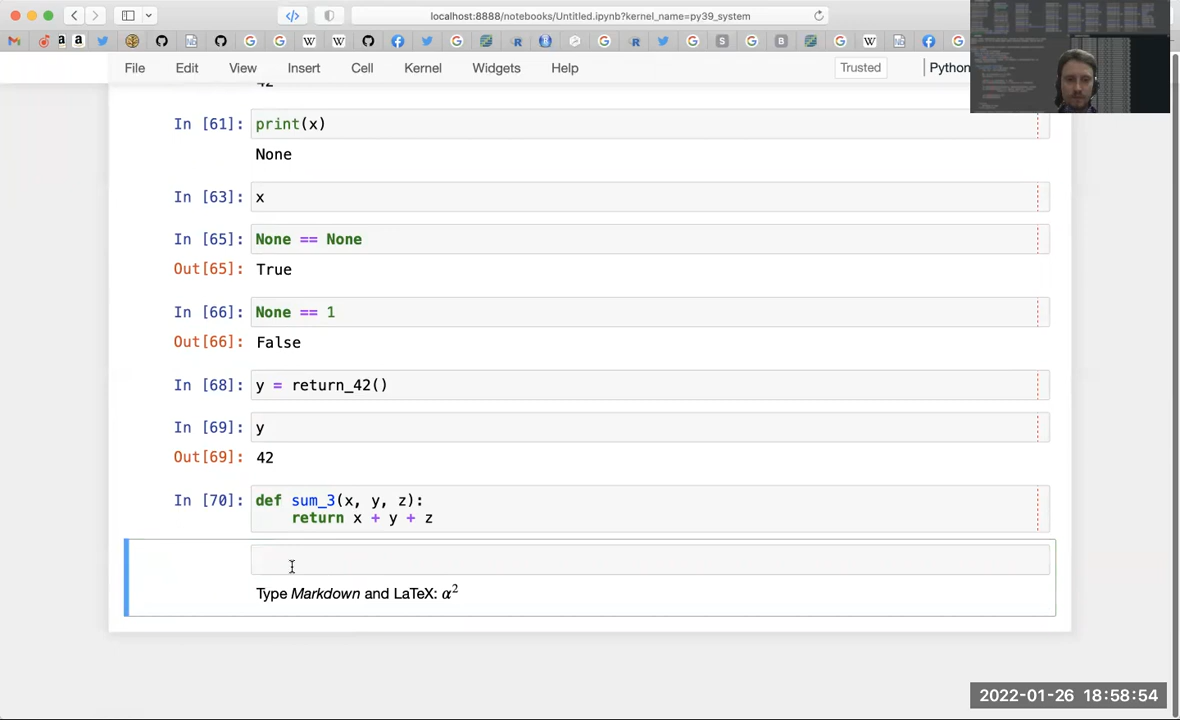 localhost:8888/notebooks/Untitled.ipynb?kernel_name=py39_system
File Edit View Insert Cell Kernel Widgets Help Trusted Python
42
In [61]: print(x)
None
In [63]: x
In [65]: None == None
Out[65]: True
In [66]: None == 1
Out[66]: False
In [68]: y = return_42()
In [69]: y
Out[69]: 42
In [70]: def sum_3(x, y, z):
return x + y + z
Type Markdown and LaTeX: α²
2022-01-26 18:58:54